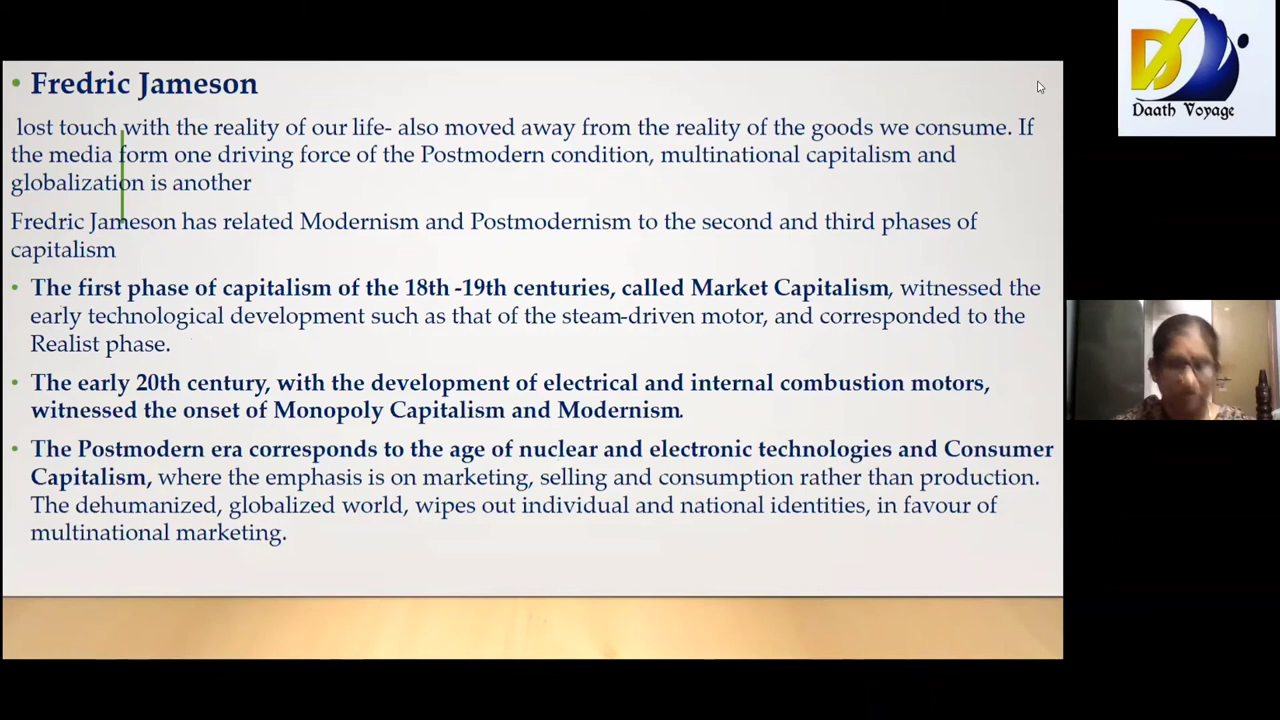 Daath Voyage
• Fredric Jameson
lost touch with the reality of our life- also moved away from the reality of the goods we consume. If
the media form one driving force of the Postmodern condition, multinational capitalism and
globalization is another
Fredric Jameson has related Modernism and Postmodernism to the second and third phases of
capitalism
• The first phase of capitalism of the 18th -19th centuries, called Market Capitalism, witnessed the
early technological development such as that of the steam-driven motor, and corresponded to the
Realist phase.
• The early 20th century, with the development of electrical and internal combustion motors,
witnessed the onset of Monopoly Capitalism and Modernism.
• The Postmodern era corresponds to the age of nuclear and electronic technologies and Consumer
Capitalism, where the emphasis is on marketing, selling and consumption rather than production.
The dehumanized, globalized world, wipes out individual and national identities, in favour of
multinational marketing.